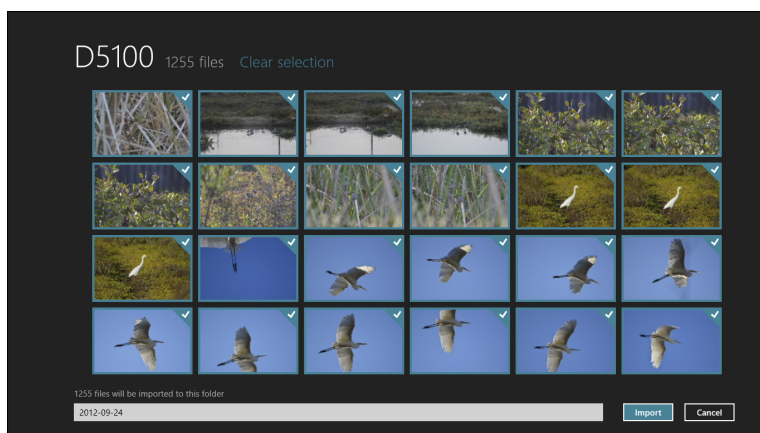 D5100 1255 files Clear selection
1255 files will be imported to this folder
2012-09-24
Import Cancel